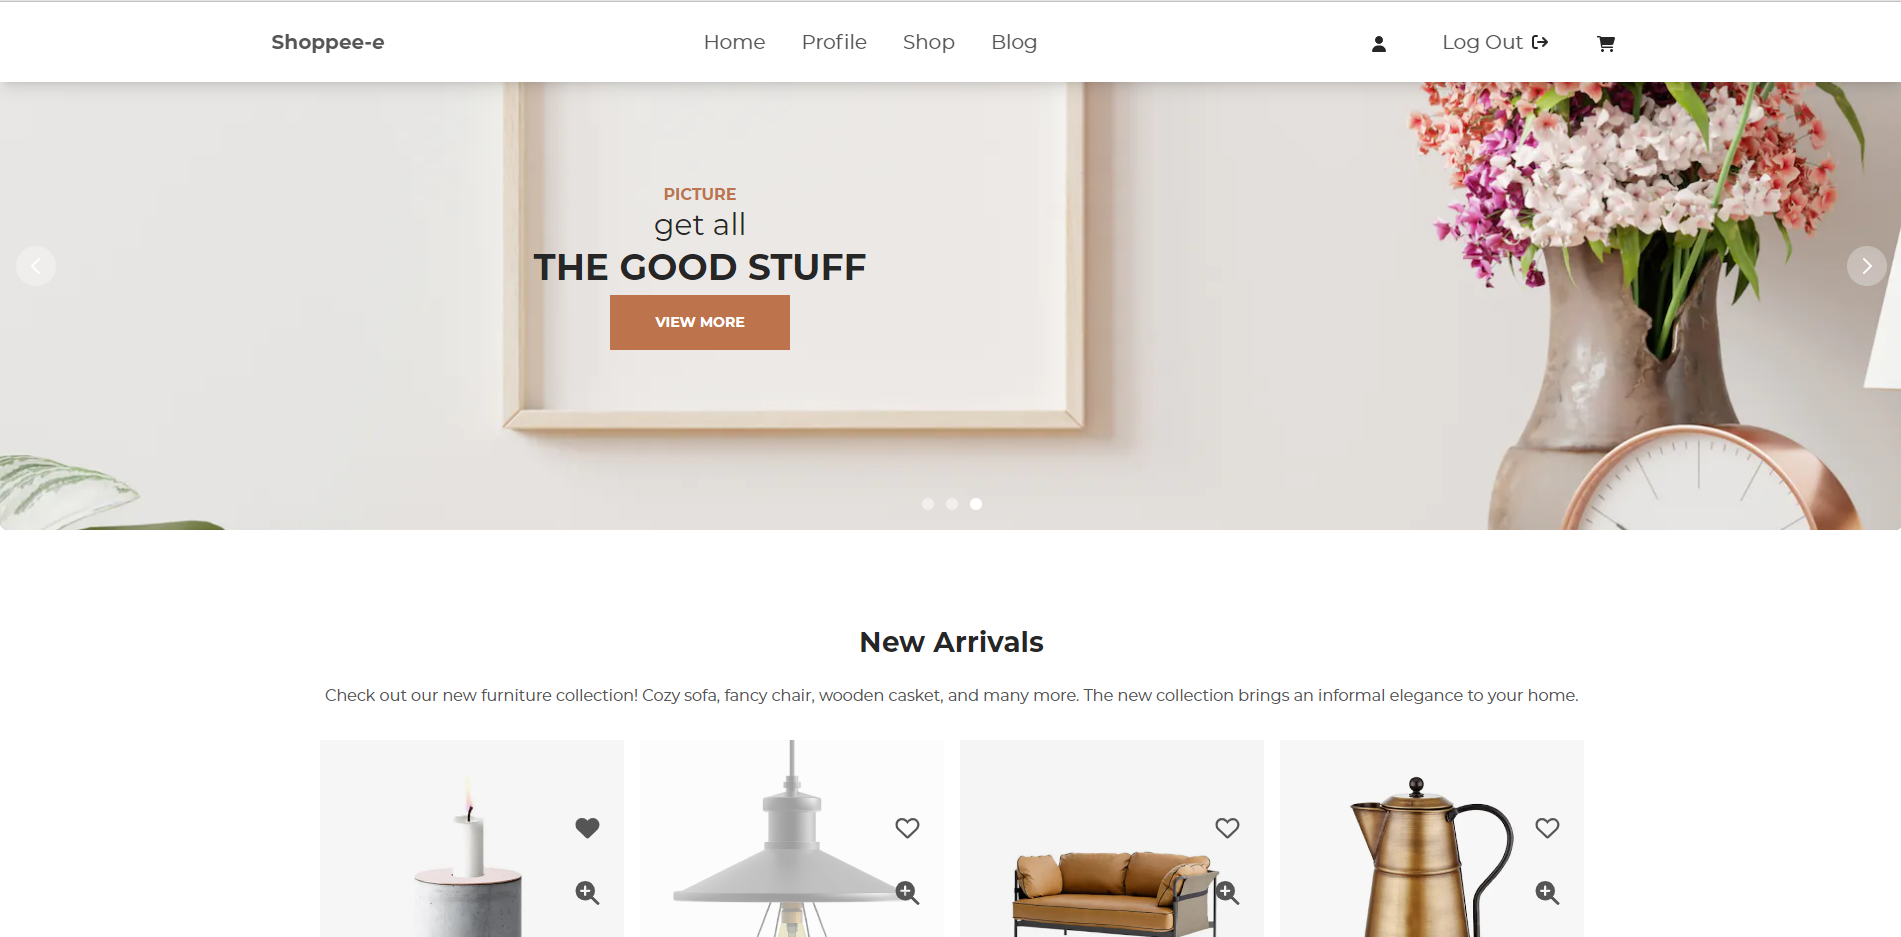 Shoppee-e
Home Profile Shop Blog
Log Out
PICTURE
get all
THE GOOD STUFF
VIEW MORE
New Arrivals
Check out our new furniture collection! Cozy sofa, fancy chair, wooden casket, and many more. The new collection brings an informal elegance to your home.